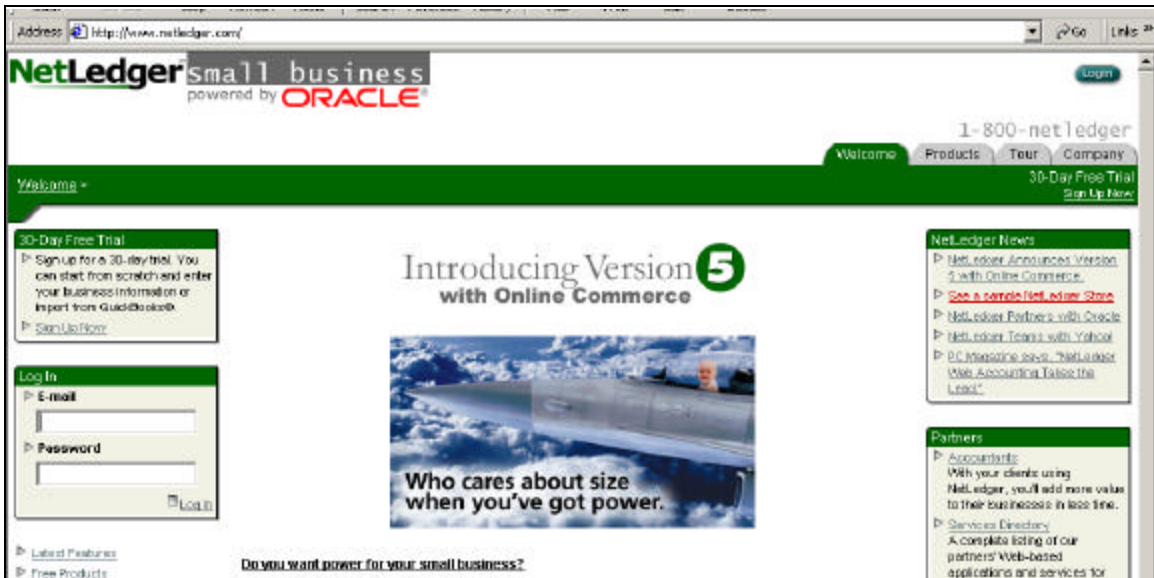 Address http://www.netledger.com/ Go Links »
NetLedger small business
powered by ORACLE®
Login
1-800-netledger
Welcome Products Tour Company
Welcome
30-Day Free Trial
Sign Up Now
30-Day Free Trial
Sign up for a 30-day trial. You
can start from scratch and enter
your business information or
import from QuickBooks®.
Sign Up Now
Log In
E-mail
Password
Log in
Latest Features
Free Products
Introducing Version 5
with Online Commerce
Who cares about size
when you've got power.
Do you want power for your small business?
NetLedger News
NetLedger Announces Version
5 with Online Commerce.
See a sample NetLedger Store
NetLedger Partners with Oracle
NetLedger Teams with Yahoo!
PC Magazine says, "NetLedger
Web Accounting Takes the
Lead".
Partners
Accountants
With your clients using
NetLedger, you'll add more value
to their businesses in less time.
Services Directory
A complete listing of our
partners' Web-based
applications and services for